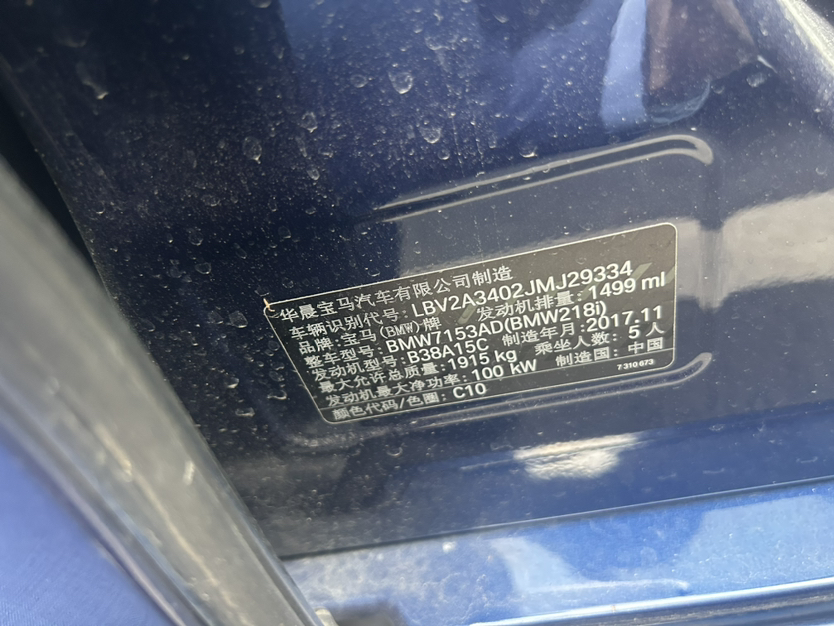 华晨宝马汽车有限公司制造
车辆识别代号: LBV2A3402JMJ29334
品牌: 宝马(BMW)牌 发动机排量: 1499 ml
整车型号: BMW7153AD(BMW218i)
发动机型号: B38A15C 制造年月: 2017.11
最大允许总质量: 1915 kg 乘坐人数: 5 人
发动机最大净功率: 100 kW 制造国: 中国
颜色代码/色圈: C10 7 310 673